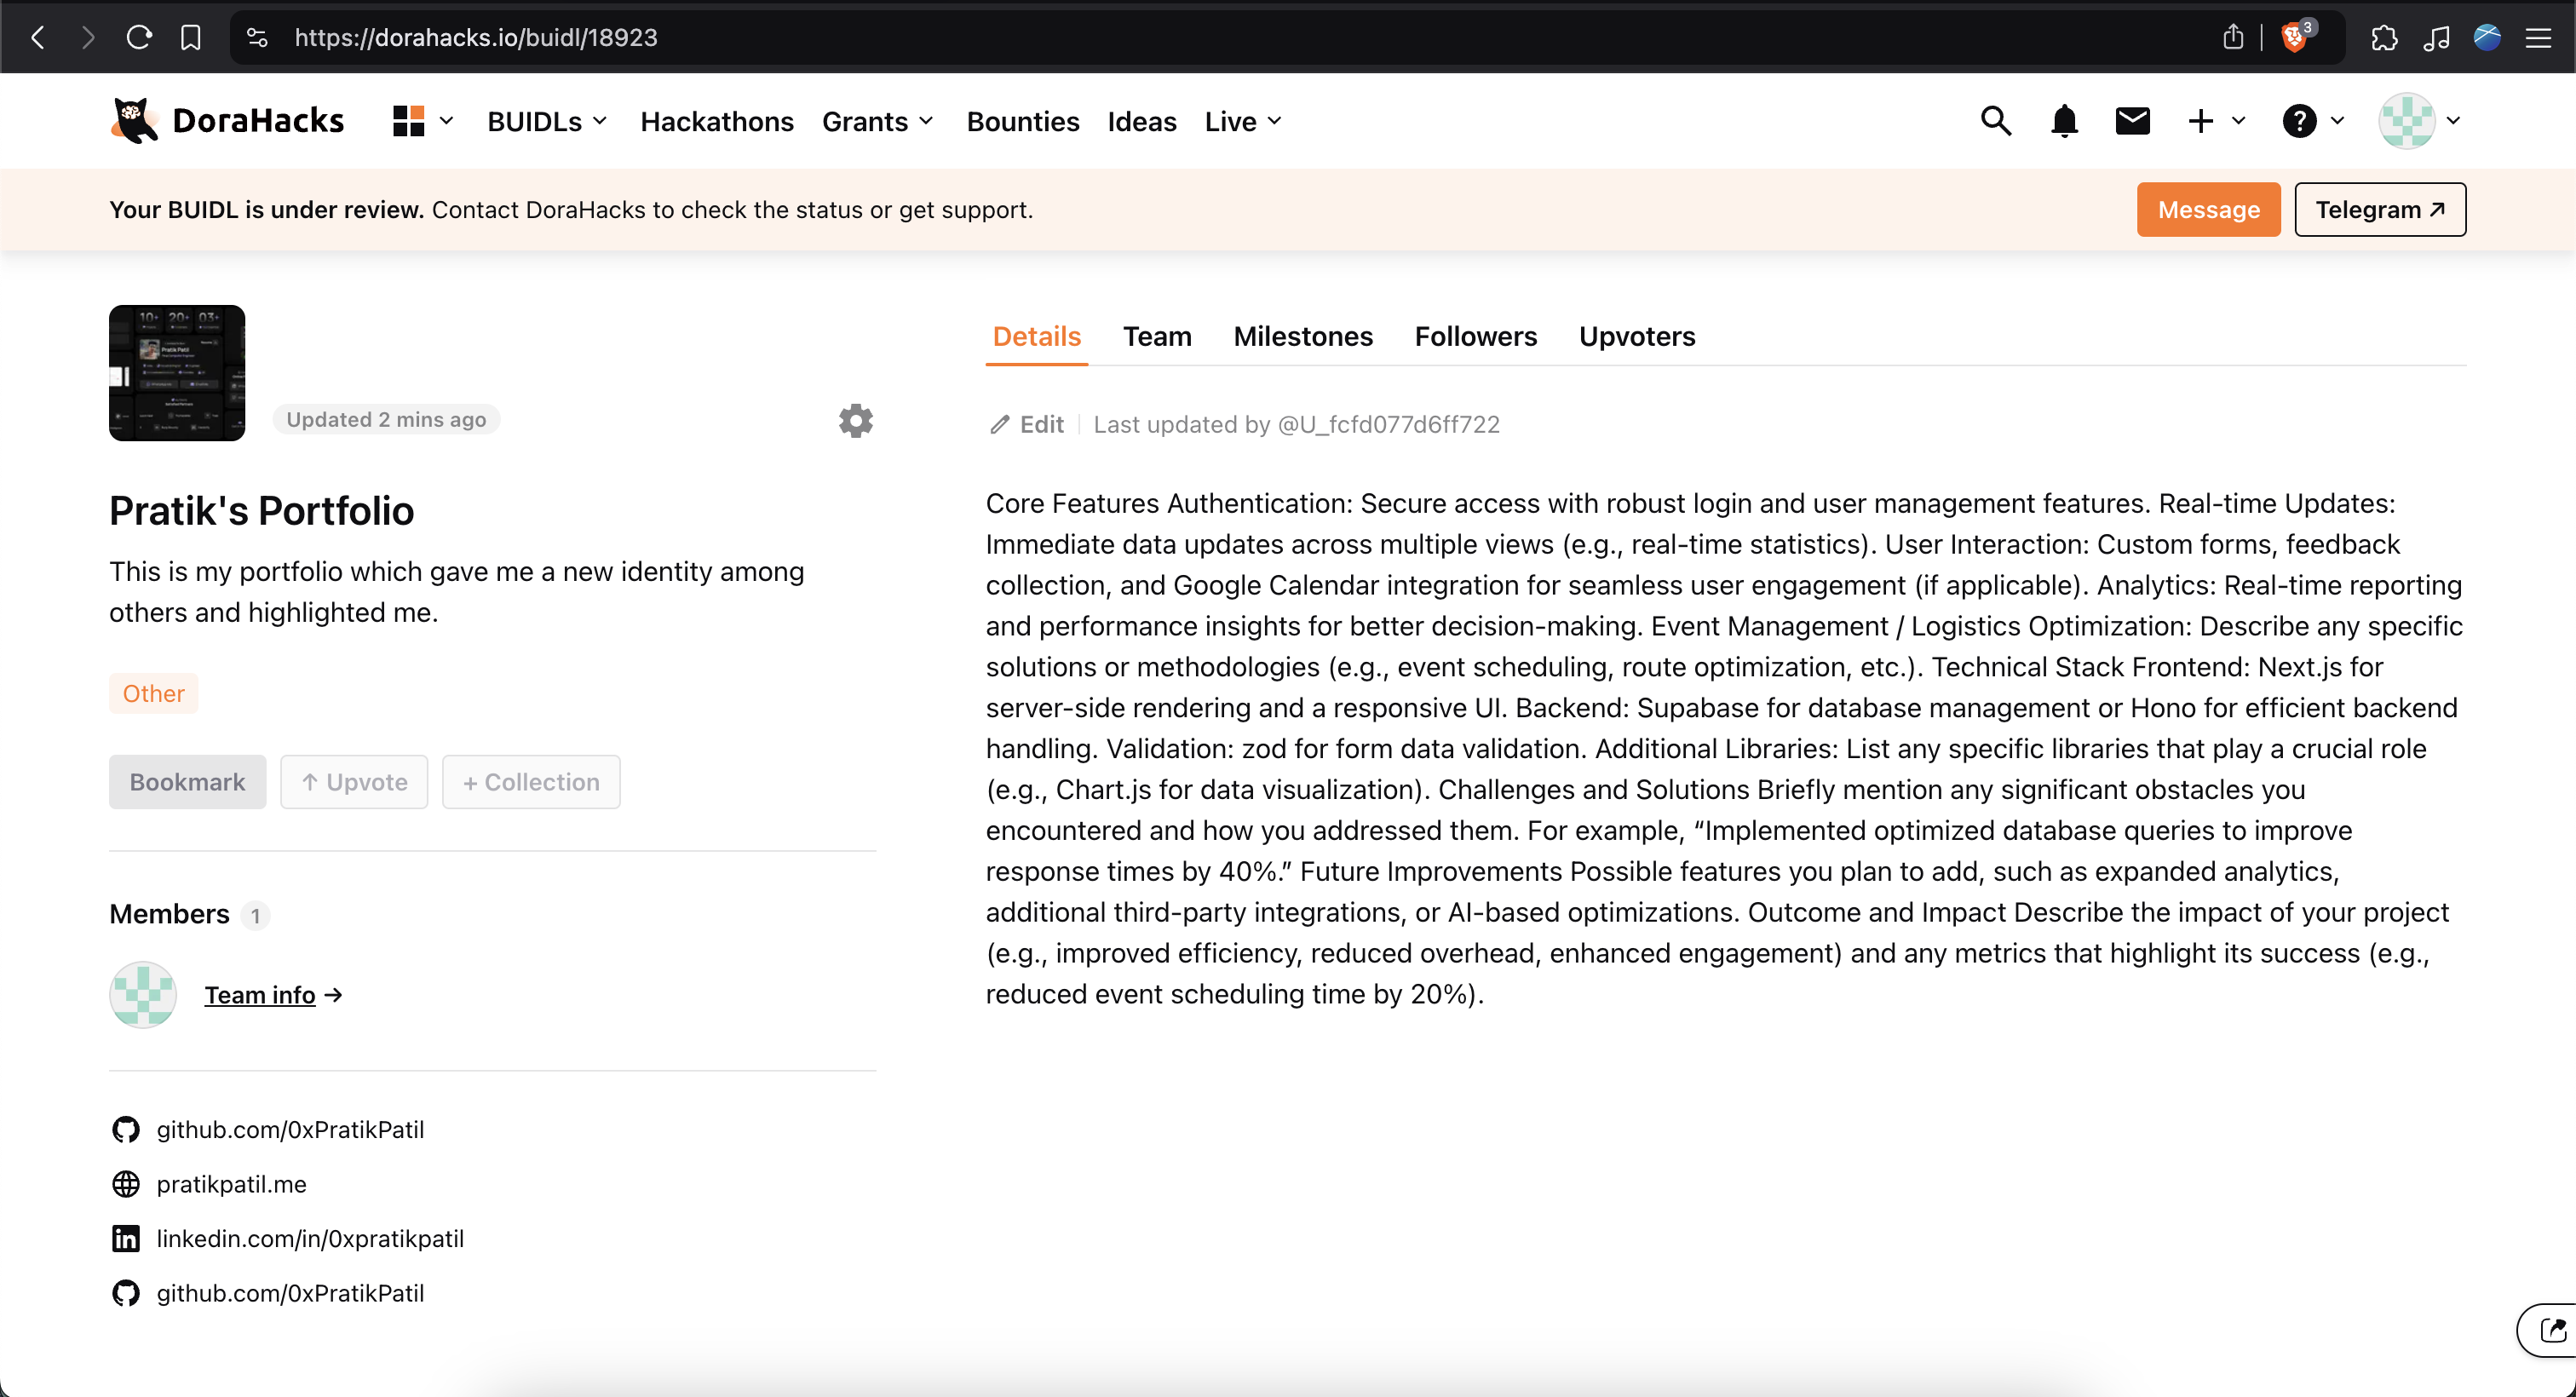 https://dorahacks.io/buidl/18923
3
DoraHacks
BUIDLs
Hackathons
Grants
Bounties
Ideas
Live
Your BUIDL is under review. Contact DoraHacks to check the status or get support.
Message
Telegram
10+ 20+ 03+
Pratik Patil
Updated 2 mins ago
Pratik's Portfolio
This is my portfolio which gave me a new identity among
others and highlighted me.
Other
Bookmark
↑ Upvote
+ Collection
Members 1
Team info →
github.com/0xPratikPatil
pratikpatil.me
linkedin.com/in/0xpratikpatil
github.com/0xPratikPatil
Details
Team
Milestones
Followers
Upvoters
Edit
Last updated by @U_fcfd077d6ff722
Core Features Authentication: Secure access with robust login and user management features. Real-time Updates:
Immediate data updates across multiple views (e.g., real-time statistics). User Interaction: Custom forms, feedback
collection, and Google Calendar integration for seamless user engagement (if applicable). Analytics: Real-time reporting
and performance insights for better decision-making. Event Management / Logistics Optimization: Describe any specific
solutions or methodologies (e.g., event scheduling, route optimization, etc.). Technical Stack Frontend: Next.js for
server-side rendering and a responsive UI. Backend: Supabase for database management or Hono for efficient backend
handling. Validation: zod for form data validation. Additional Libraries: List any specific libraries that play a crucial role
(e.g., Chart.js for data visualization). Challenges and Solutions Briefly mention any significant obstacles you
encountered and how you addressed them. For example, “Implemented optimized database queries to improve
response times by 40%.” Future Improvements Possible features you plan to add, such as expanded analytics,
additional third-party integrations, or AI-based optimizations. Outcome and Impact Describe the impact of your project
(e.g., improved efficiency, reduced overhead, enhanced engagement) and any metrics that highlight its success (e.g.,
reduced event scheduling time by 20%).